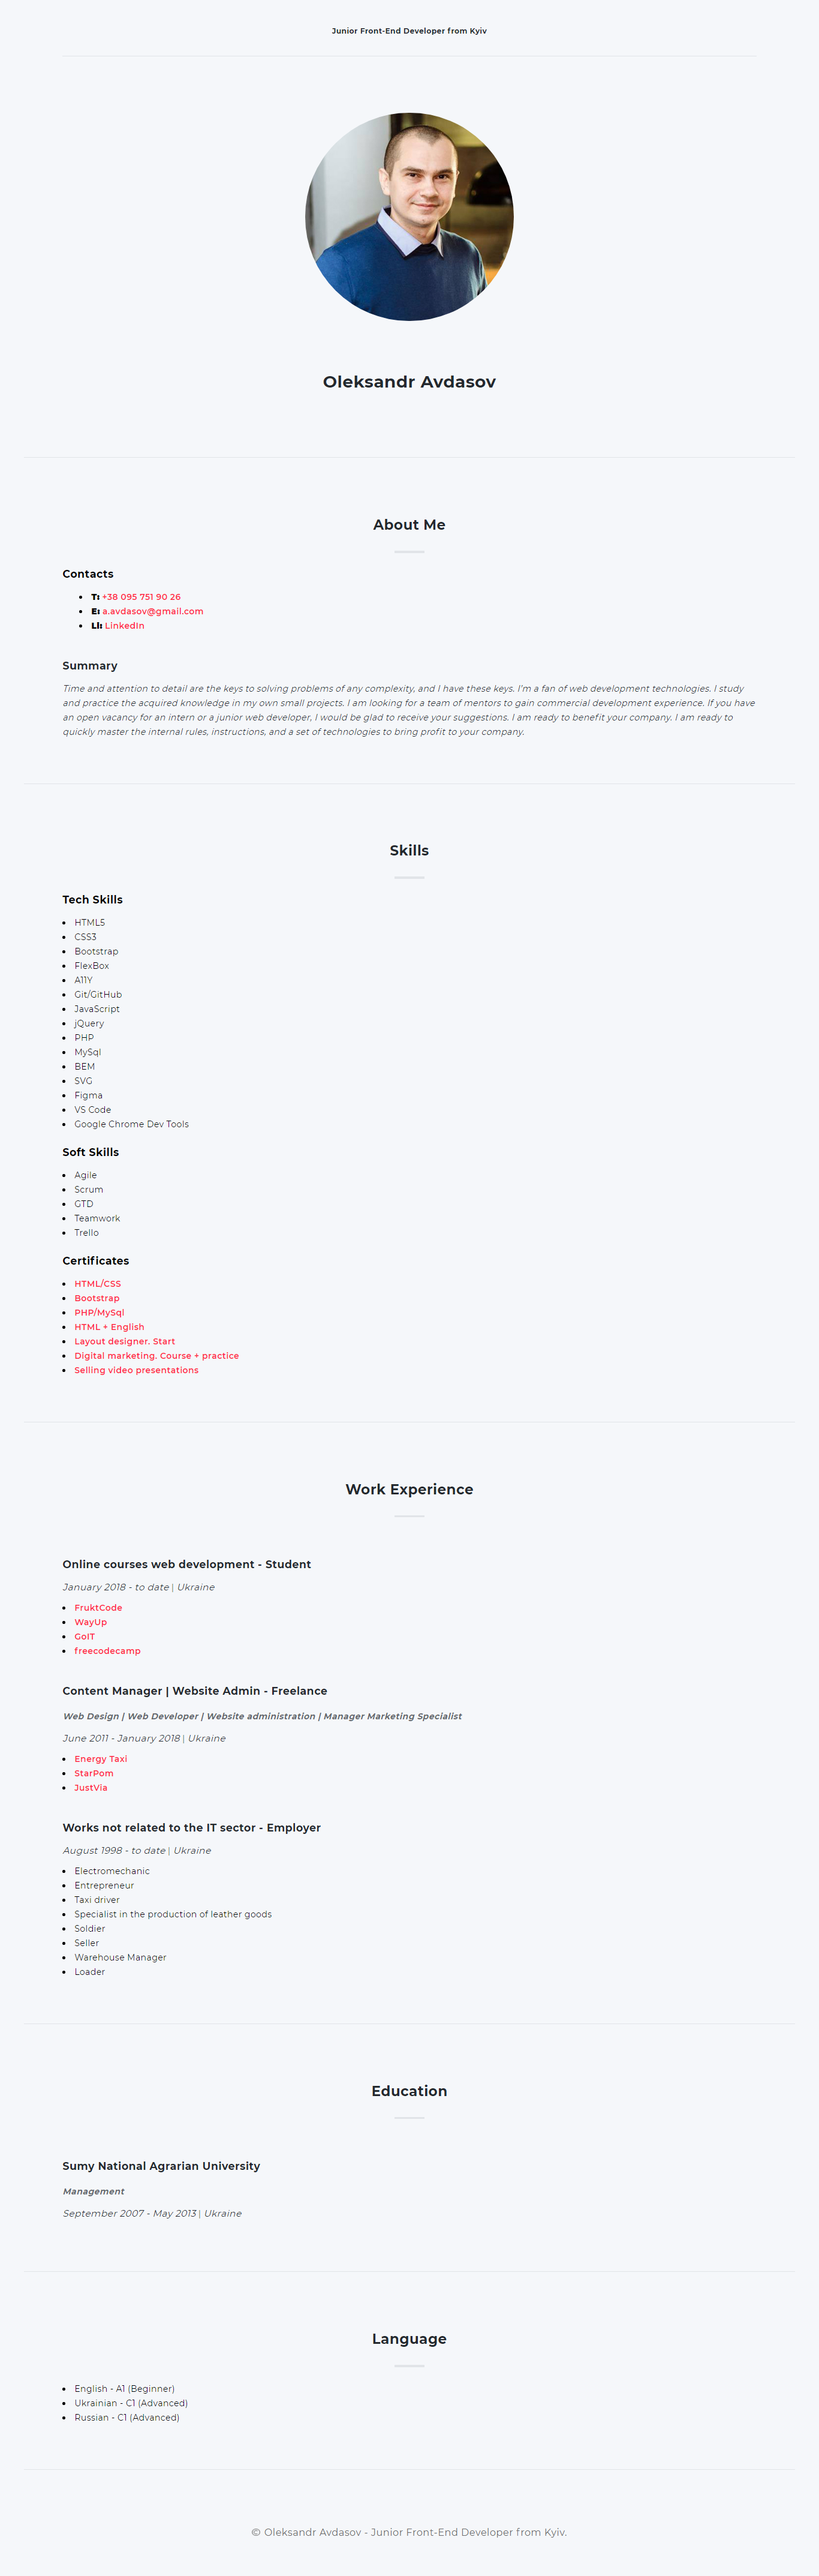 Junior Front-End Developer from Kyiv
Oleksandr Avdasov
About Me
Contacts
T: +38 095 751 90 26
E: a.avdasov@gmail.com
Li: LinkedIn
Summary
Time and attention to detail are the keys to solving problems of any complexity, and I have these keys. I'm a fan of web development technologies. I study
and practice the acquired knowledge in my own small projects. I am looking for a team of mentors to gain commercial development experience. If you have
an open vacancy for an intern or a junior web developer, I would be glad to receive your suggestions. I am ready to benefit your company. I am ready to
quickly master the internal rules, instructions, and a set of technologies to bring profit to your company.
Skills
Tech Skills
HTML5
CSS3
Bootstrap
FlexBox
A11Y
Git/GitHub
JavaScript
jQuery
PHP
MySql
BEM
SVG
Figma
VS Code
Google Chrome Dev Tools
Soft Skills
Agile
Scrum
GTD
Teamwork
Trello
Certificates
HTML/CSS
Bootstrap
PHP/MySql
HTML + English
Layout designer. Start
Digital marketing. Course + practice
Selling video presentations
Work Experience
Online courses web development - Student
January 2018 - to date | Ukraine
FruktCode
WayUp
GoIT
freecodecamp
Content Manager | Website Admin - Freelance
Web Design | Web Developer | Website administration | Manager Marketing Specialist
June 2011 - January 2018 | Ukraine
Energy Taxi
StarPom
JustVia
Works not related to the IT sector - Employer
August 1998 - to date | Ukraine
Electromechanic
Entrepreneur
Taxi driver
Specialist in the production of leather goods
Soldier
Seller
Warehouse Manager
Loader
Education
Sumy National Agrarian University
Management
September 2007 - May 2013 | Ukraine
Language
English - A1 (Beginner)
Ukrainian - C1 (Advanced)
Russian - C1 (Advanced)
© Oleksandr Avdasov - Junior Front-End Developer from Kyiv.